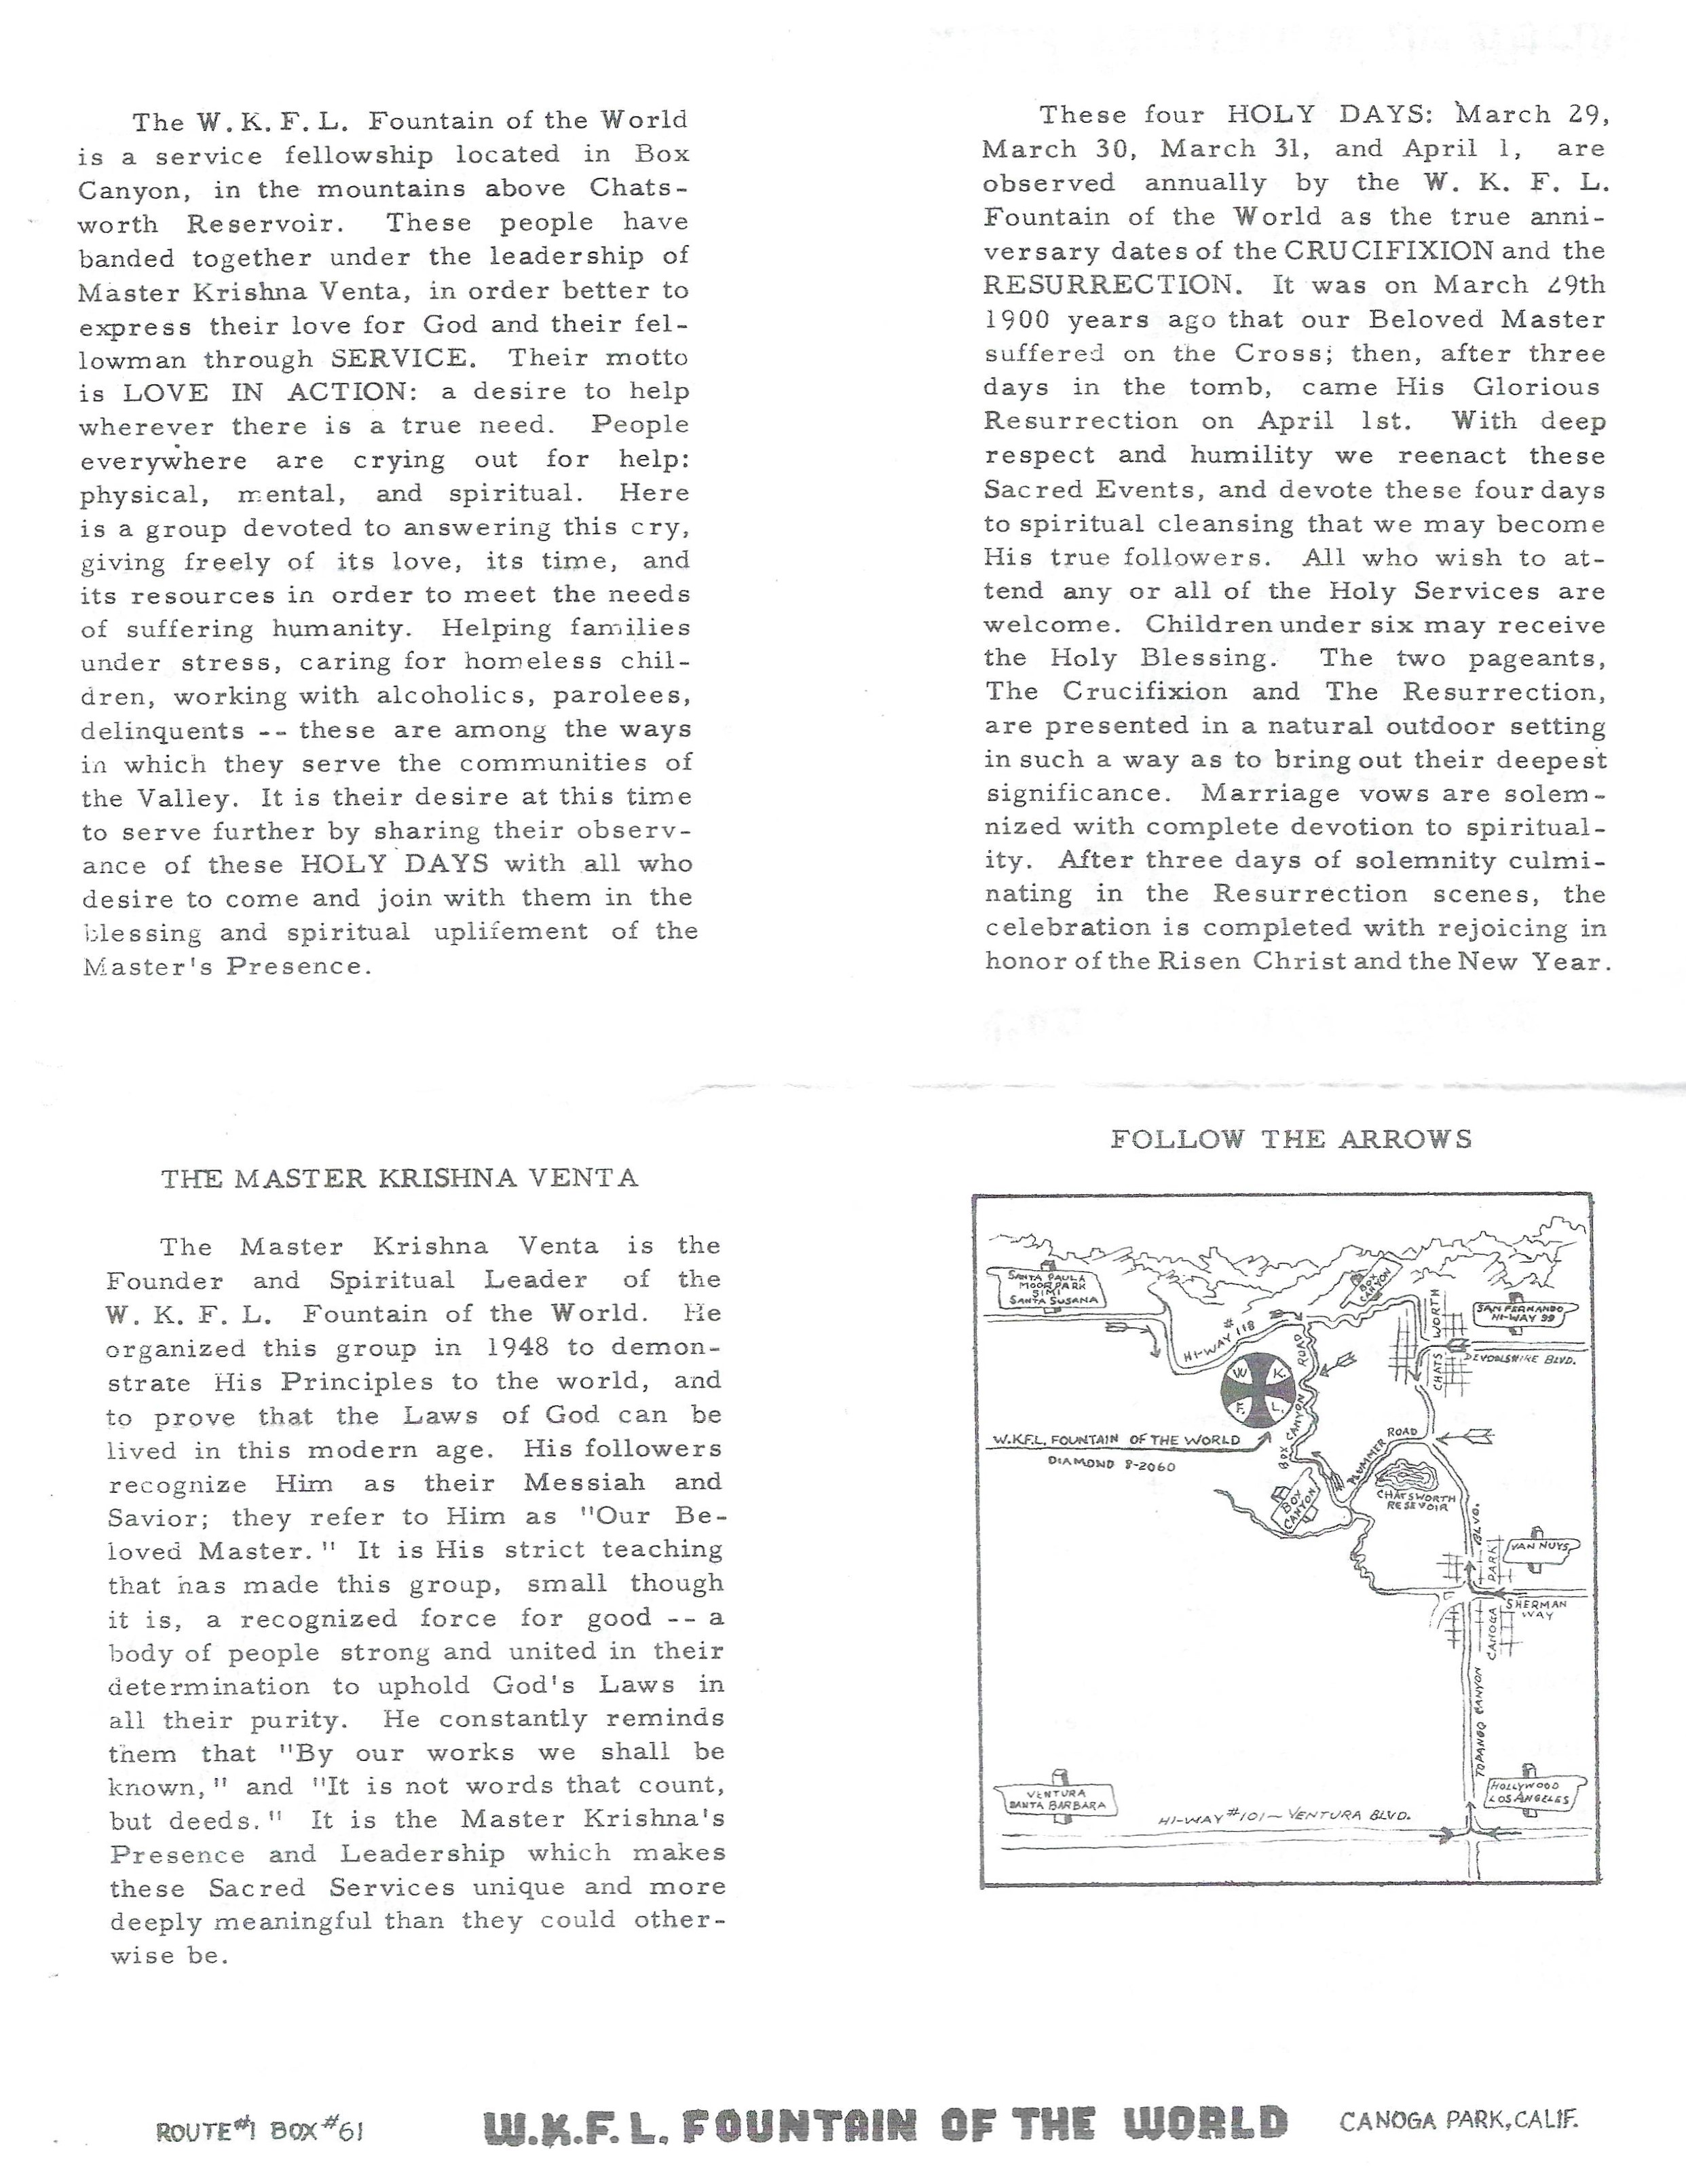 The W. K. F. L. Fountain of the World
is a service fellowship located in Box
Canyon, in the mountains above Chats-
worth Reservoir. These people have
banded together under the leadership of
Master Krishna Venta, in order better to
express their love for God and their fel-
lowman through SERVICE. Their motto
is LOVE IN ACTION: a desire to help
wherever there is a true need. People
everywhere are crying out for help:
physical, mental, and spiritual. Here
is a group devoted to answering this cry,
giving freely of its love, its time, and
its resources in order to meet the needs
of suffering humanity. Helping families
under stress, caring for homeless chil-
dren, working with alcoholics, parolees,
delinquents -- these are among the ways
in which they serve the communities of
the Valley. It is their desire at this time
to serve further by sharing their observ-
ance of these HOLY DAYS with all who
desire to come and join with them in the
blessing and spiritual uplifement of the
Master's Presence.
These four HOLY DAYS: March 29,
March 30, March 31, and April 1, are
observed annually by the W. K. F. L.
Fountain of the World as the true anni-
versary dates of the CRUCIFIXION and the
RESURRECTION. It was on March 29th
1900 years ago that our Beloved Master
suffered on the Cross; then, after three
days in the tomb, came His Glorious
Resurrection on April 1st. With deep
respect and humility we reenact these
Sacred Events, and devote these four days
to spiritual cleansing that we may become
His true followers. All who wish to at-
tend any or all of the Holy Services are
welcome. Children under six may receive
the Holy Blessing. The two pageants,
The Crucifixion and The Resurrection,
are presented in a natural outdoor setting
in such a way as to bring out their deepest
significance. Marriage vows are solem-
nized with complete devotion to spiritual-
ity. After three days of solemnity culmi-
nating in the Resurrection scenes, the
celebration is completed with rejoicing in
honor of the Risen Christ and the New Year.
THE MASTER KRISHNA VENTA
The Master Krishna Venta is the
Founder and Spiritual Leader of the
W. K. F. L. Fountain of the World. He
organized this group in 1948 to demon-
strate His Principles to the world, and
to prove that the Laws of God can be
lived in this modern age. His followers
recognize Him as their Messiah and
Savior; they refer to Him as "Our Be-
loved Master." It is His strict teaching
that has made this group, small though
it is, a recognized force for good -- a
body of people strong and united in their
determination to uphold God's Laws in
all their purity. He constantly reminds
them that "By our works we shall be
known," and "It is not words that count,
but deeds." It is the Master Krishna's
Presence and Leadership which makes
these Sacred Services unique and more
deeply meaningful than they could other-
wise be.
FOLLOW THE ARROWS
SANTA PAULA
MOORPARK
SIMI
SANTA SUSANA
BOX
CANYON
SAN FERNANDO
HI-WAY 99
HI-WAY #118
CHATSWORTH
DEVONSHIRE BLVD.
W K.
F. L.
BOX CANYON ROAD
W.K.F.L. FOUNTAIN OF THE WORLD
DIAMOND 8-2060
PLUMMER ROAD
CHATSWORTH
RESEVOIR
BOX
CANYON
VAN NUYS
SHERMAN
WAY
CANOGA PARK
TOPANGO CANYON BLVD.
VENTURA
SANTA BARBARA
HOLLYWOOD
LOS ANGELES
HI-WAY #101 - VENTURA BLVD.
ROUTE #1 BOX #61
W.K.F.L. FOUNTAIN OF THE WORLD
CANOGA PARK, CALIF.